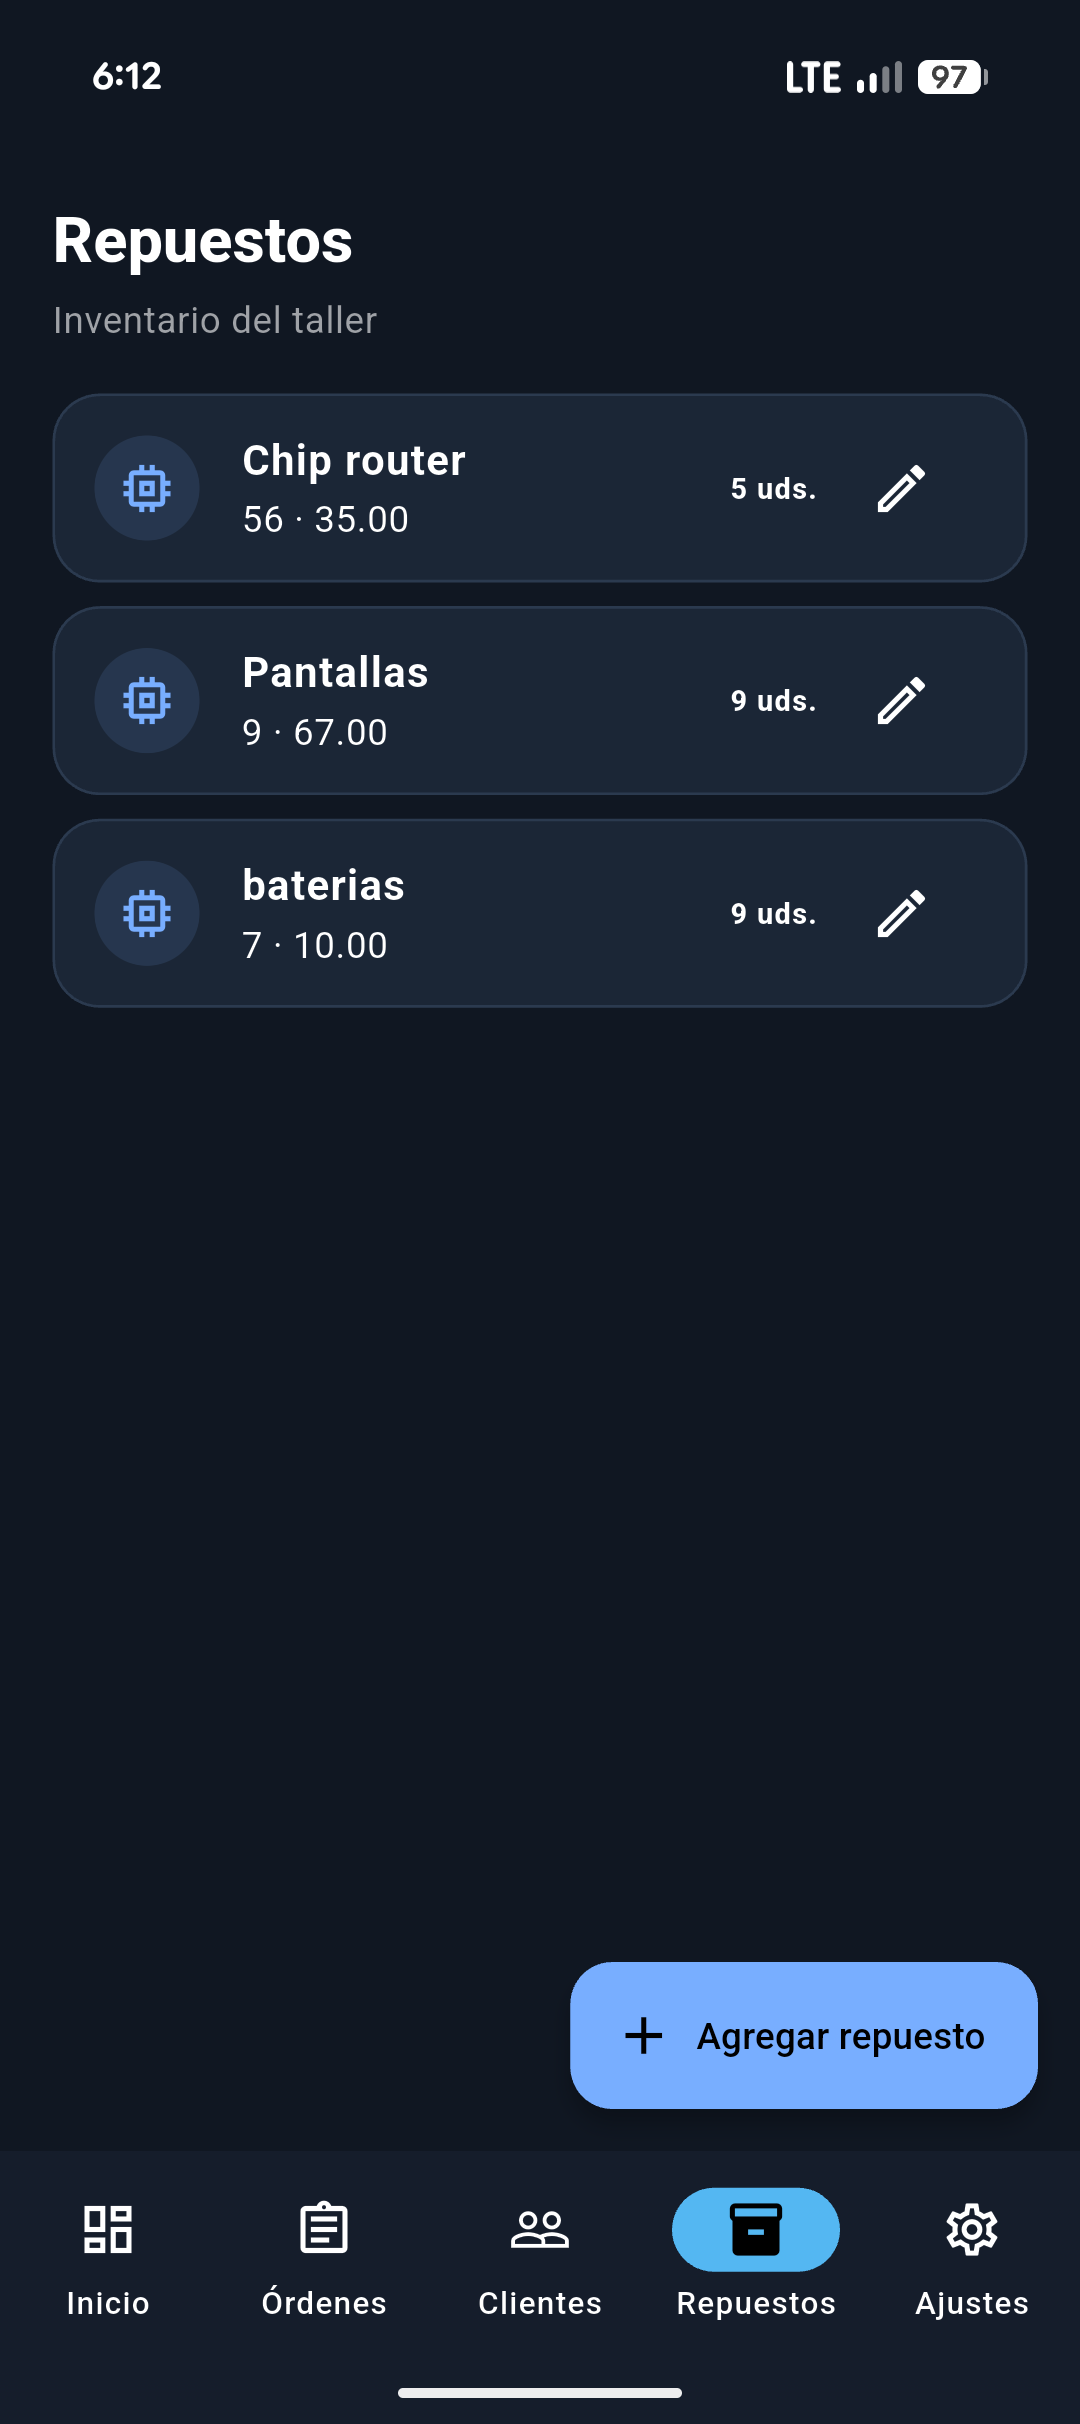 6:12
LTE
97
Repuestos
Inventario del taller
Chip router
56 · 35.00
5 uds.
Pantallas
9 · 67.00
9 uds.
baterias
7 · 10.00
9 uds.
Agregar repuesto
Inicio
Órdenes
Clientes
Repuestos
Ajustes